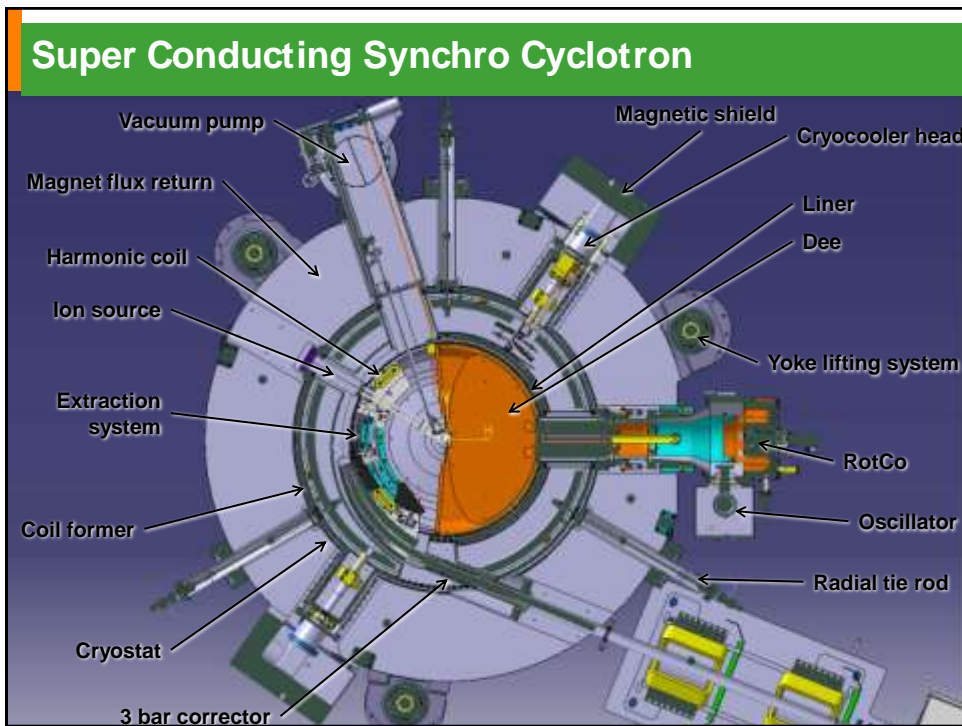 Super Conducting Synchro Cyclotron
Vacuum pump
Magnetic shield
Cryocooler head
Magnet flux return
Liner
Dee
Harmonic coil
Ion source
Yoke lifting system
Extraction
system
RotCo
Coil former
Oscillator
Radial tie rod
Cryostat
3 bar corrector